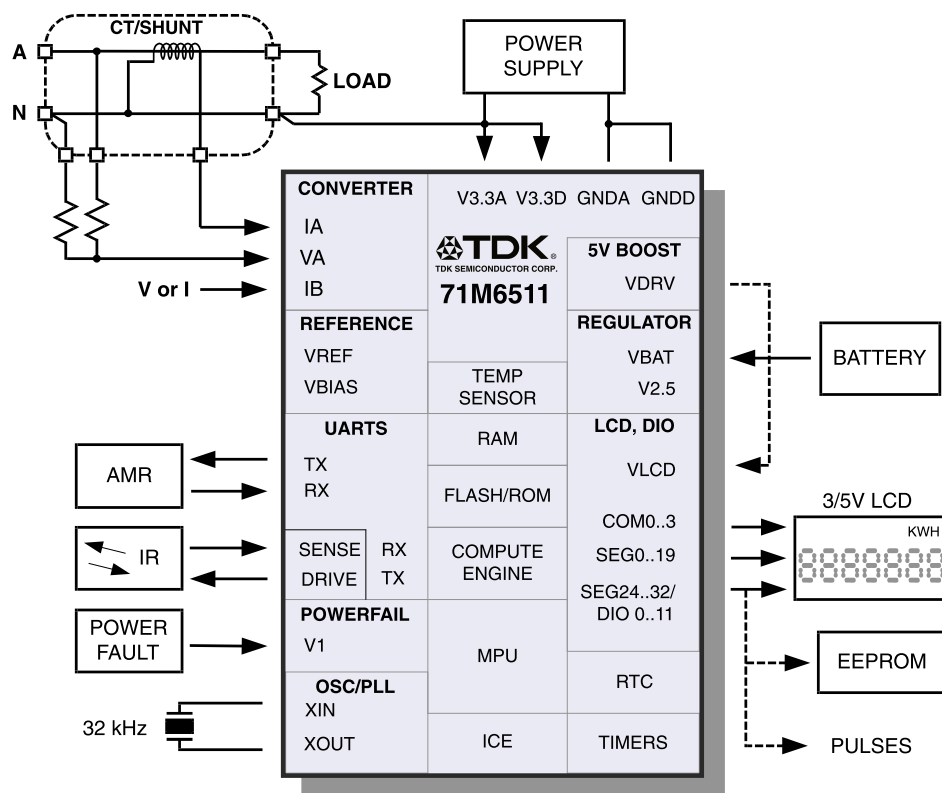 CT/SHUNT
A
N
LOAD
POWER
SUPPLY
CONVERTER
IA
VA
IB
V or I
V3.3A V3.3D GNDA GNDD
TDK®
TDK SEMICONDUCTOR CORP.
71M6511
5V BOOST
VDRV
REFERENCE
VREF
VBIAS
REGULATOR
VBAT
V2.5
BATTERY
TEMP
SENSOR
UARTS
TX
RX
AMR
RAM
FLASH/ROM
LCD, DIO
VLCD
COM0..3
SEG0..19
SEG24..32/
DIO 0..11
3/5V LCD
KWH
IR
SENSE RX
DRIVE TX
COMPUTE
ENGINE
POWER
FAULT
POWERFAIL
V1
MPU
EEPROM
RTC
32 kHz
OSC/PLL
XIN
XOUT
ICE
TIMERS
PULSES